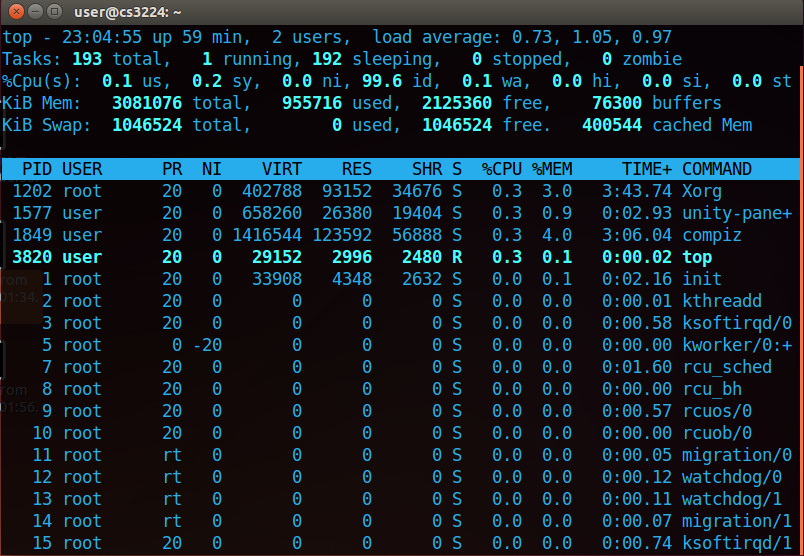 user@cs3224: ~
top - 23:04:55 up 59 min,  2 users,  load average: 0.73, 1.05, 0.97
Tasks: 193 total,   1 running, 192 sleeping,   0 stopped,   0 zombie
%Cpu(s):  0.1 us,  0.2 sy,  0.0 ni, 99.6 id,  0.1 wa,  0.0 hi,  0.0 si,  0.0 st
KiB Mem:   3081076 total,   955716 used,  2125360 free,    76300 buffers
KiB Swap:  1046524 total,        0 used,  1046524 free.   400544 cached Mem
PID USER      PR  NI    VIRT    RES    SHR S  %CPU %MEM     TIME+ COMMAND
1202 root      20   0  402788  93152  34676 S   0.3  3.0   3:43.74 Xorg
1577 user      20   0  658260  26380  19404 S   0.3  0.9   0:02.93 unity-pane+
1849 user      20   0 1416544 123592  56888 S   0.3  4.0   3:06.04 compiz
3820 user      20   0   29152   2996   2480 R   0.3  0.1   0:00.02 top
1 root      20   0   33908   4348   2632 S   0.0  0.1   0:02.16 init
2 root      20   0       0      0      0 S   0.0  0.0   0:00.01 kthreadd
3 root      20   0       0      0      0 S   0.0  0.0   0:00.58 ksoftirqd/0
5 root       0 -20       0      0      0 S   0.0  0.0   0:00.00 kworker/0:+
7 root      20   0       0      0      0 S   0.0  0.0   0:01.60 rcu_sched
8 root      20   0       0      0      0 S   0.0  0.0   0:00.00 rcu_bh
9 root      20   0       0      0      0 S   0.0  0.0   0:00.57 rcuos/0
10 root      20   0       0      0      0 S   0.0  0.0   0:00.00 rcuob/0
11 root      rt   0       0      0      0 S   0.0  0.0   0:00.05 migration/0
12 root      rt   0       0      0      0 S   0.0  0.0   0:00.12 watchdog/0
13 root      rt   0       0      0      0 S   0.0  0.0   0:00.11 watchdog/1
14 root      rt   0       0      0      0 S   0.0  0.0   0:00.07 migration/1
15 root      20   0       0      0      0 S   0.0  0.0   0:00.74 ksoftirqd/1